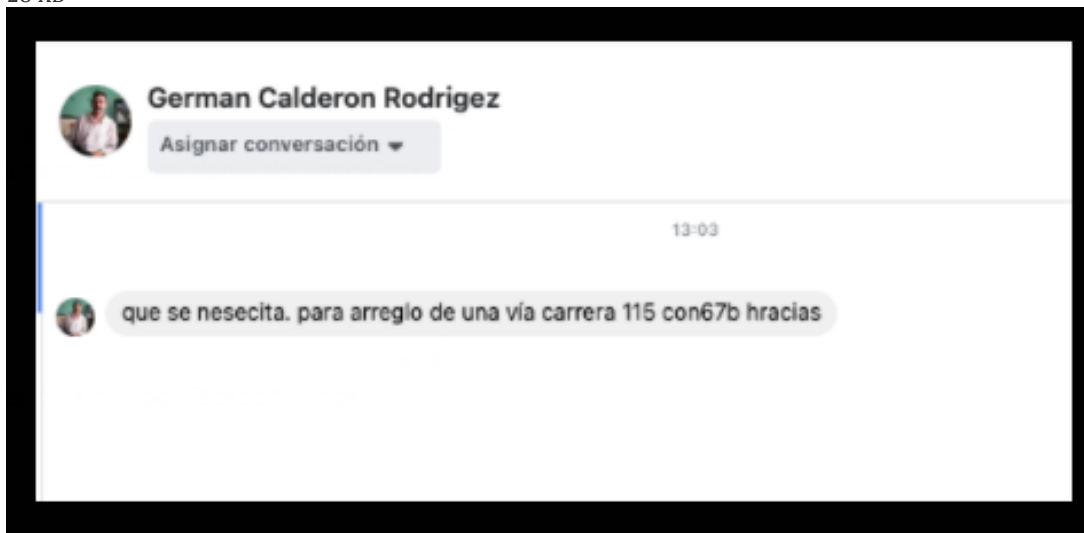 German Calderon Rodrigez
Asignar conversación
13:03
que se nesecita. para arreglo de una vía carrera 115 con67b hracias